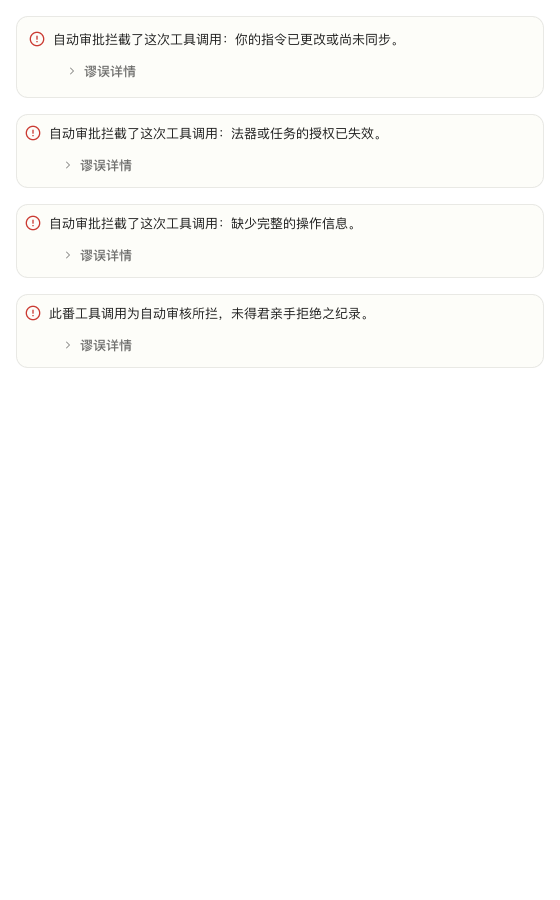 自动审批拦截了这次工具调用：你的指令已更改或尚未同步。
谬误详情
自动审批拦截了这次工具调用：法器或任务的授权已失效。
谬误详情
自动审批拦截了这次工具调用：缺少完整的操作信息。
谬误详情
此番工具调用为自动审核所拦，未得君亲手拒绝之纪录。
谬误详情